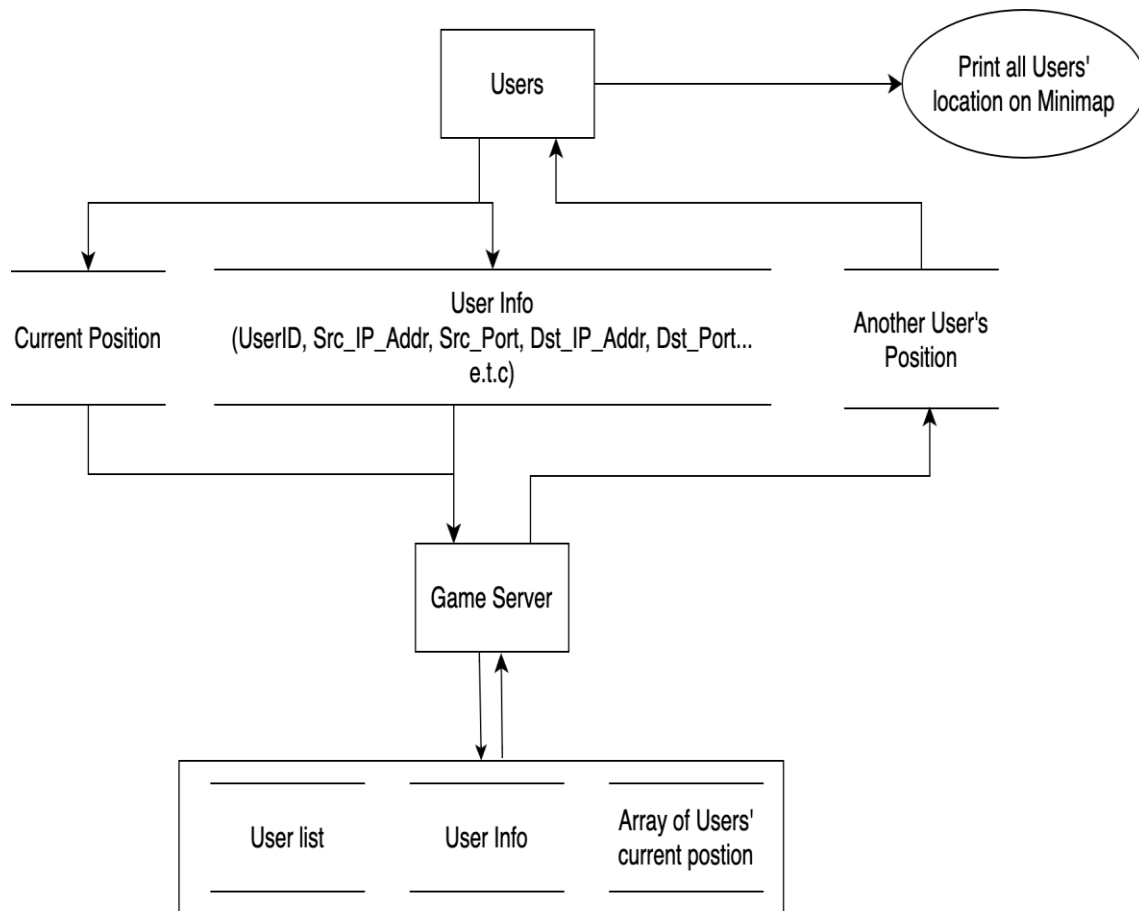 Users
Print all Users'
location on Minimap
Current Position
User Info
(UserID, Src_IP_Addr, Src_Port, Dst_IP_Addr, Dst_Port...
e.t.c)
Another User's
Position
Game Server
User list
User Info
Array of Users'
current postion